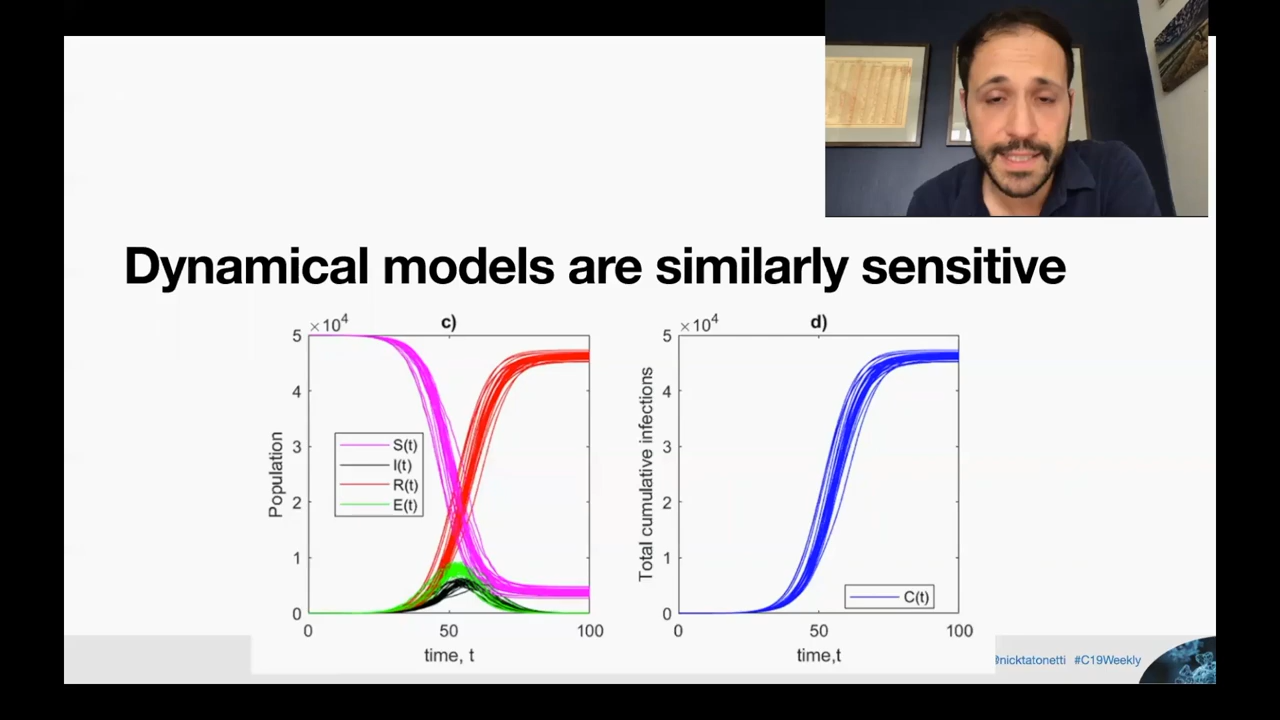 Dynamical models are similarly sensitive
c)
×10⁴
5
4
3
2
1
0
Population
S(t)
I(t)
R(t)
E(t)
0 50 100
time, t
d)
×10⁴
5
4
3
2
1
0
Total cumulative infections
C(t)
0 50 100
time,t
@nicktatonetti #C19Weekly